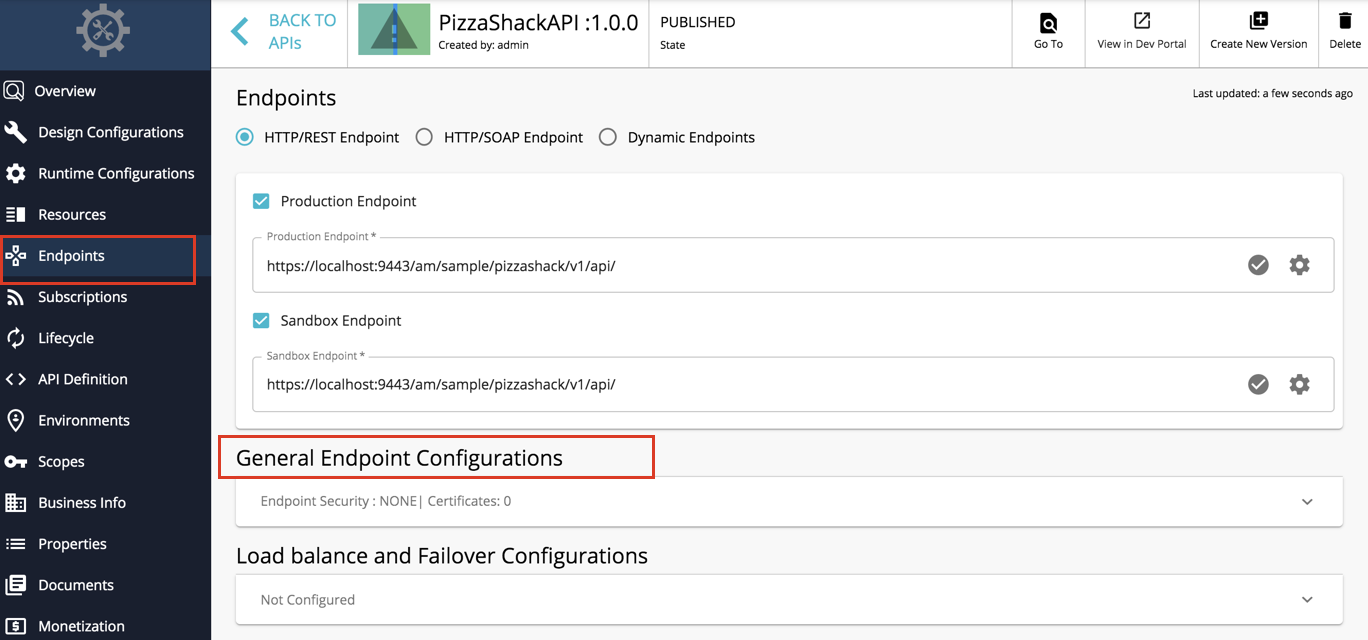 BACK TO
APIs
PizzaShackAPI :1.0.0
Created by: admin
PUBLISHED
State
Go To
View in Dev Portal
Create New Version
Delete
Overview
Design Configurations
Runtime Configurations
Resources
Endpoints
Subscriptions
Lifecycle
API Definition
Environments
Scopes
Business Info
Properties
Documents
Monetization
Endpoints
Last updated: a few seconds ago
HTTP/REST Endpoint
HTTP/SOAP Endpoint
Dynamic Endpoints
Production Endpoint
Production Endpoint *
https://localhost:9443/am/sample/pizzashack/v1/api/
Sandbox Endpoint
Sandbox Endpoint *
https://localhost:9443/am/sample/pizzashack/v1/api/
General Endpoint Configurations
Endpoint Security : NONE| Certificates: 0
Load balance and Failover Configurations
Not Configured